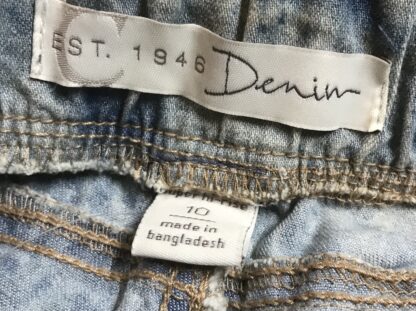 C
EST. 1946 Denim
10
made in
bangladesh